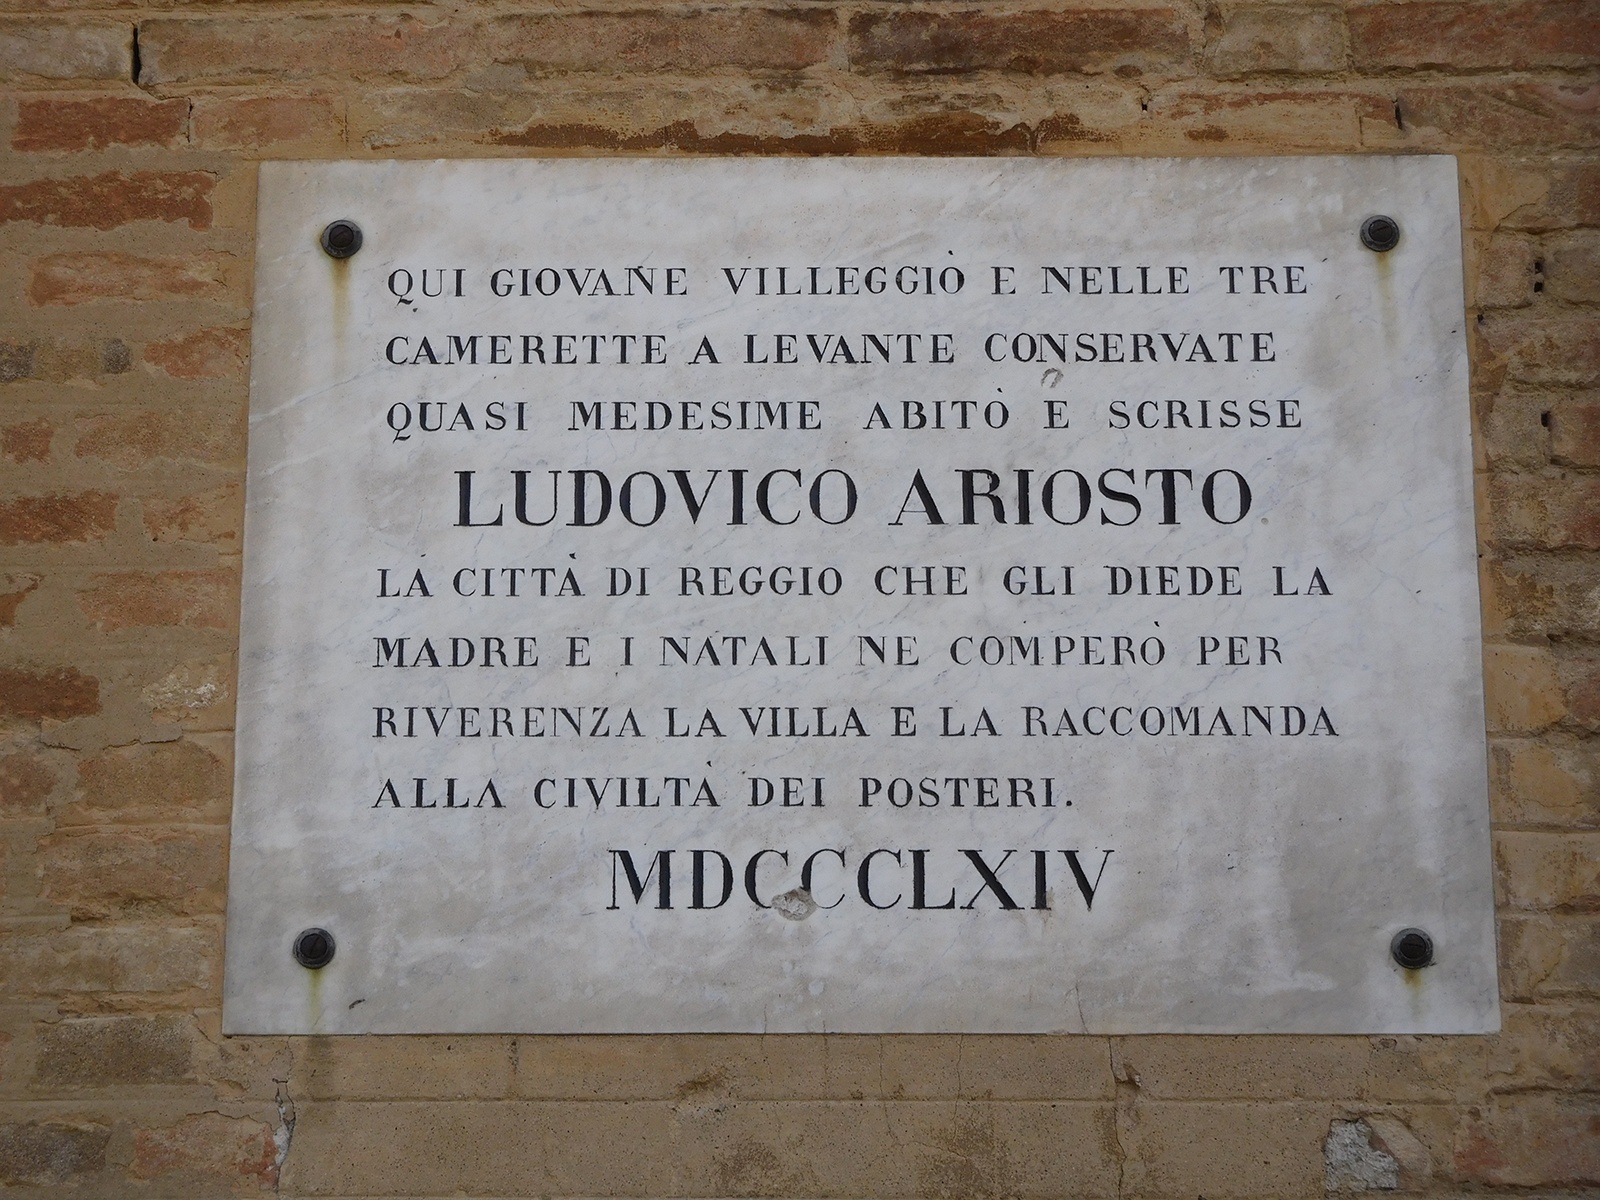 QUI GIOVANE VILLEGGIÒ E NELLE TRE
CAMERETTE A LEVANTE CONSERVATE
QUASI MEDESIME ABITÒ E SCRISSE
LUDOVICO ARIOSTO
LA CITTÀ DI REGGIO CHE GLI DIEDE LA
MADRE E I NATALI NE COMPERÒ PER
RIVERENZA LA VILLA E LA RACCOMANDA
ALLA CIVILTÀ DEI POSTERI.
MDCCCLXIV